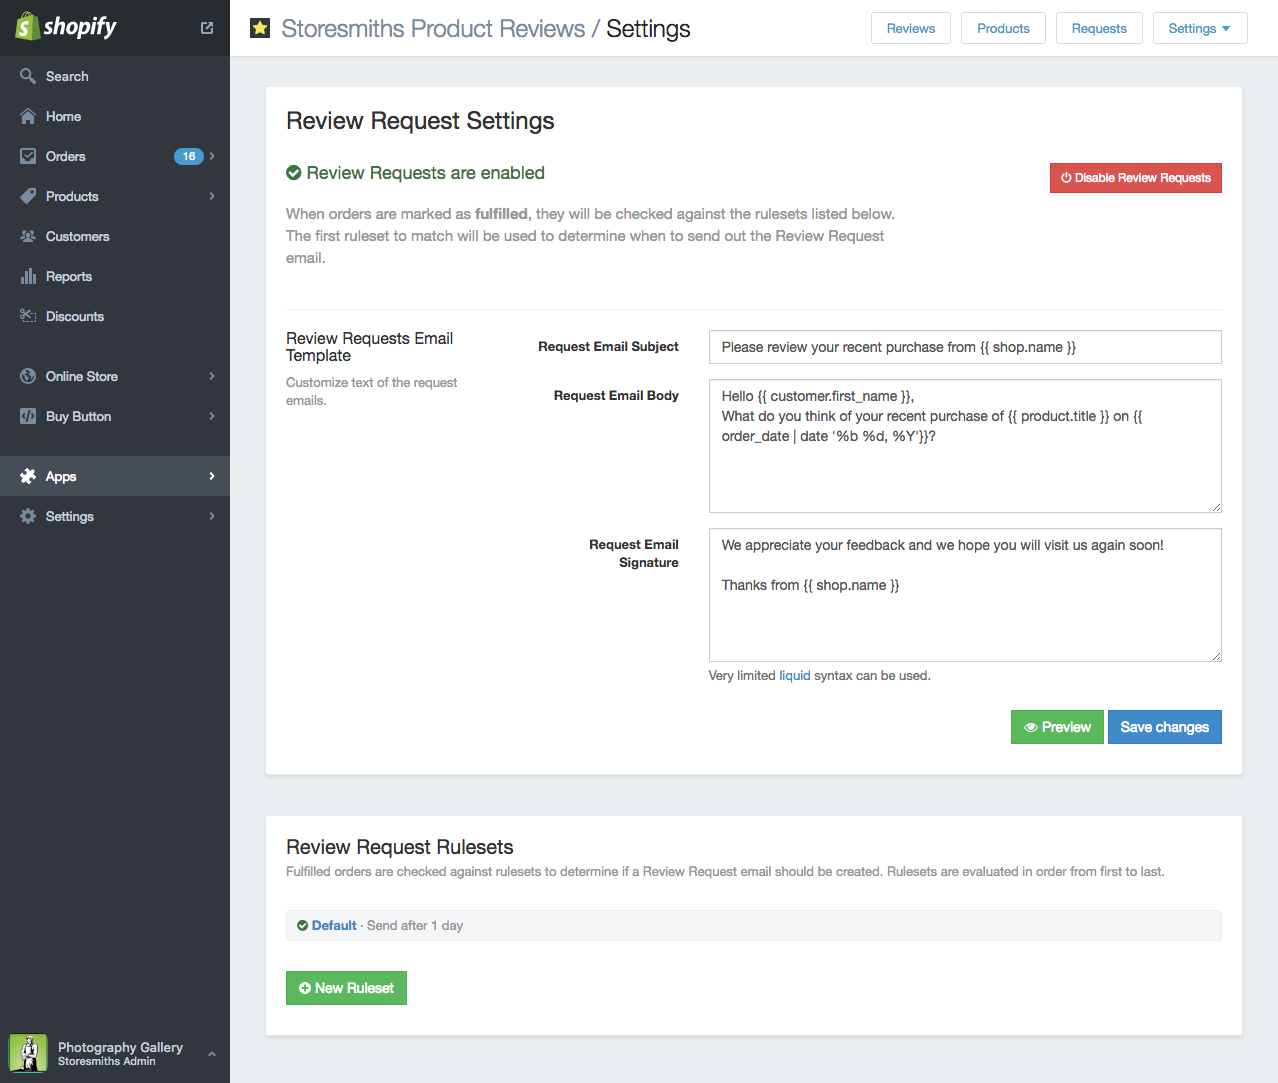 shopify
Search
Home
Orders 16
Products
Customers
Reports
Discounts
Online Store
Buy Button
Apps
Settings
Photography Gallery
Storesmiths Admin
Storesmiths Product Reviews / Settings
Reviews
Products
Requests
Settings
Review Request Settings
Review Requests are enabled
Disable Review Requests
When orders are marked as fulfilled, they will be checked against the rulesets listed below.
The first ruleset to match will be used to determine when to send out the Review Request
email.
Review Requests Email
Template
Customize text of the request
emails.
Request Email Subject
Please review your recent purchase from {{ shop.name }}
Request Email Body
Hello {{ customer.first_name }},
What do you think of your recent purchase of {{ product.title }} on {{
order_date | date '%b %d, %Y'}}?
Request Email
Signature
We appreciate your feedback and we hope you will visit us again soon!
Thanks from {{ shop.name }}
Very limited liquid syntax can be used.
Preview
Save changes
Review Request Rulesets
Fulfilled orders are checked against rulesets to determine if a Review Request email should be created. Rulesets are evaluated in order from first to last.
Default · Send after 1 day
New Ruleset